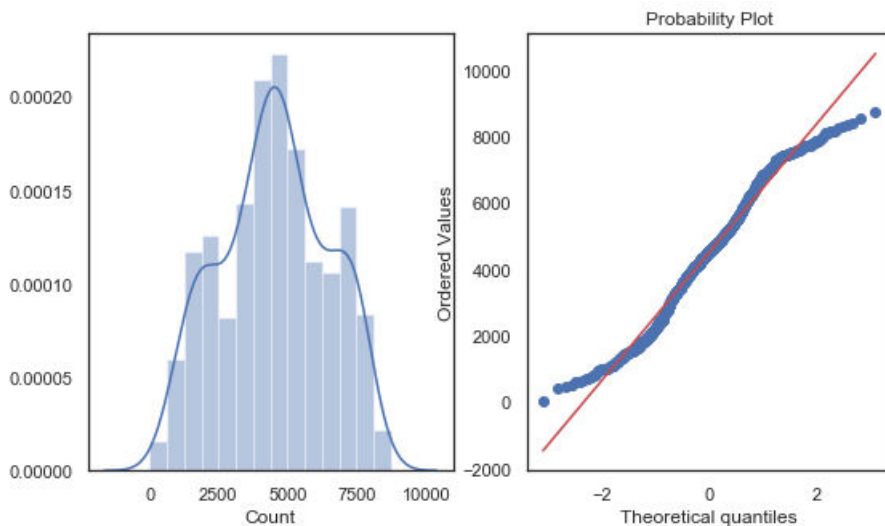 0.00020
0.00015
0.00010
0.00005
0.00000
0 2500 5000 7500 10000
Count
Probability Plot
Ordered Values
10000
8000
6000
4000
2000
0
−2000
−2 0 2
Theoretical quantiles